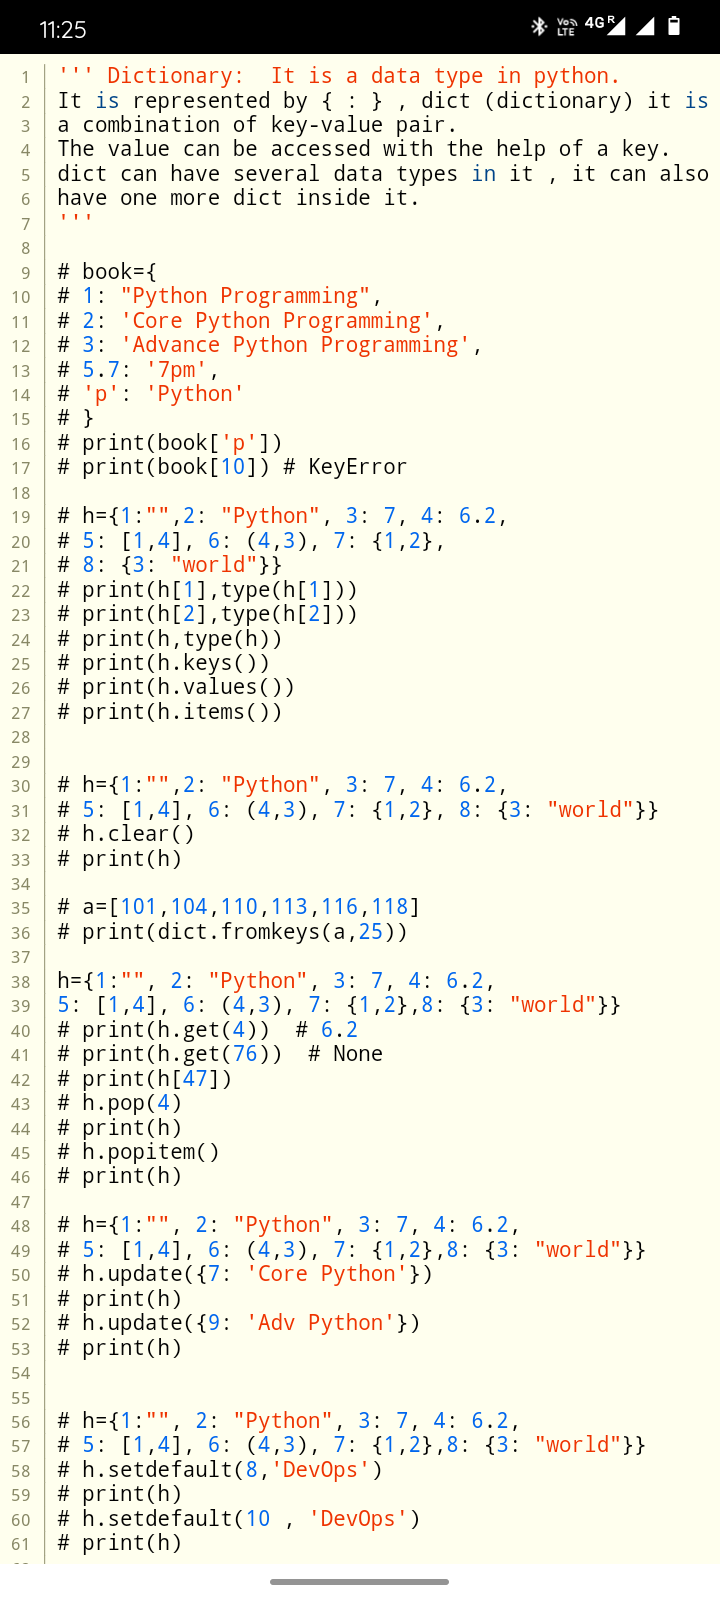 11:25
Vo)) LTE 4G R
1 ''' Dictionary:  It is a data type in python.
2 It is represented by { : } , dict (dictionary) it is
3 a combination of key-value pair.
4 The value can be accessed with the help of a key.
5 dict can have several data types in it , it can also
6 have one more dict inside it.
7 '''
8
9 # book={
10 # 1: "Python Programming",
11 # 2: 'Core Python Programming',
12 # 3: 'Advance Python Programming',
13 # 5.7: '7pm',
14 # 'p': 'Python'
15 # }
16 # print(book['p'])
17 # print(book[10]) # KeyError
18
19 # h={1:"",2: "Python", 3: 7, 4: 6.2,
20 # 5: [1,4], 6: (4,3), 7: {1,2},
21 # 8: {3: "world"}}
22 # print(h[1],type(h[1]))
23 # print(h[2],type(h[2]))
24 # print(h,type(h))
25 # print(h.keys())
26 # print(h.values())
27 # print(h.items())
28
29
30 # h={1:"",2: "Python", 3: 7, 4: 6.2,
31 # 5: [1,4], 6: (4,3), 7: {1,2}, 8: {3: "world"}}
32 # h.clear()
33 # print(h)
34
35 # a=[101,104,110,113,116,118]
36 # print(dict.fromkeys(a,25))
37
38 h={1:"", 2: "Python", 3: 7, 4: 6.2,
39 5: [1,4], 6: (4,3), 7: {1,2},8: {3: "world"}}
40 # print(h.get(4))  # 6.2
41 # print(h.get(76))  # None
42 # print(h[47])
43 # h.pop(4)
44 # print(h)
45 # h.popitem()
46 # print(h)
47
48 # h={1:"", 2: "Python", 3: 7, 4: 6.2,
49 # 5: [1,4], 6: (4,3), 7: {1,2},8: {3: "world"}}
50 # h.update({7: 'Core Python'})
51 # print(h)
52 # h.update({9: 'Adv Python'})
53 # print(h)
54
55
56 # h={1:"", 2: "Python", 3: 7, 4: 6.2,
57 # 5: [1,4], 6: (4,3), 7: {1,2},8: {3: "world"}}
58 # h.setdefault(8,'DevOps')
59 # print(h)
60 # h.setdefault(10 , 'DevOps')
61 # print(h)